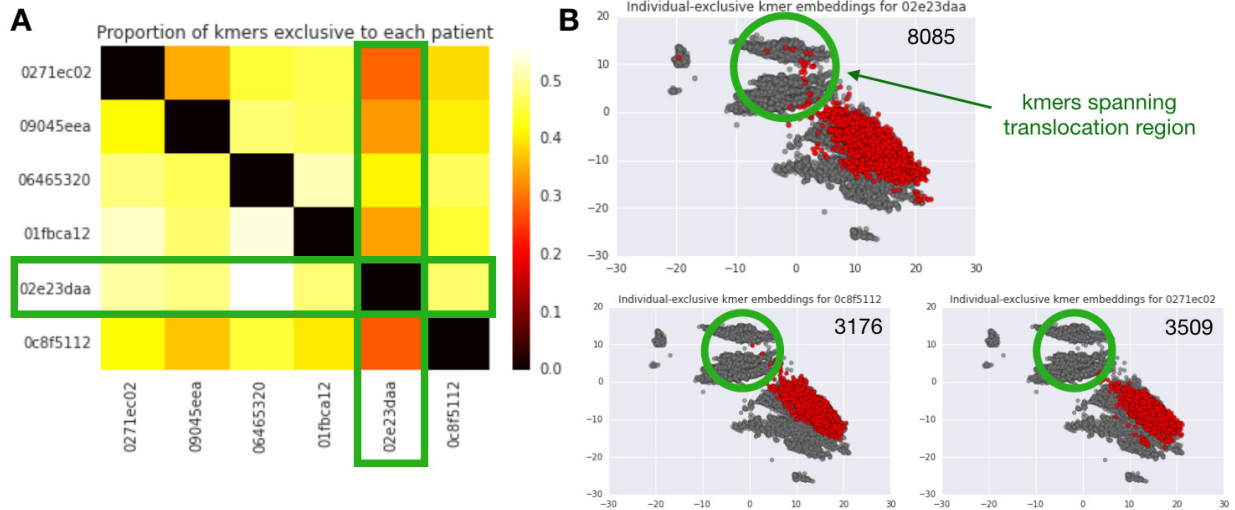 A
Proportion of kmers exclusive to each patient
0271ec02
09045eea
06465320
01fbca12
02e23daa
0c8f5112
0271ec02
09045eea
06465320
01fbca12
02e23daa
0c8f5112
0.5
0.4
0.3
0.2
0.1
0.0
B
Individual-exclusive kmer embeddings for 02e23daa
8085
20
10
0
−10
−20
−30
−30
−20
−10
0
10
20
30
kmers spanning
translocation region
Individual-exclusive kmer embeddings for 0c8f5112
3176
20
10
0
−10
−20
−30
−30
−20
−10
0
10
20
30
Individual-exclusive kmer embeddings for 0271ec02
3509
20
10
0
−10
−20
−30
−30
−20
−10
0
10
20
30